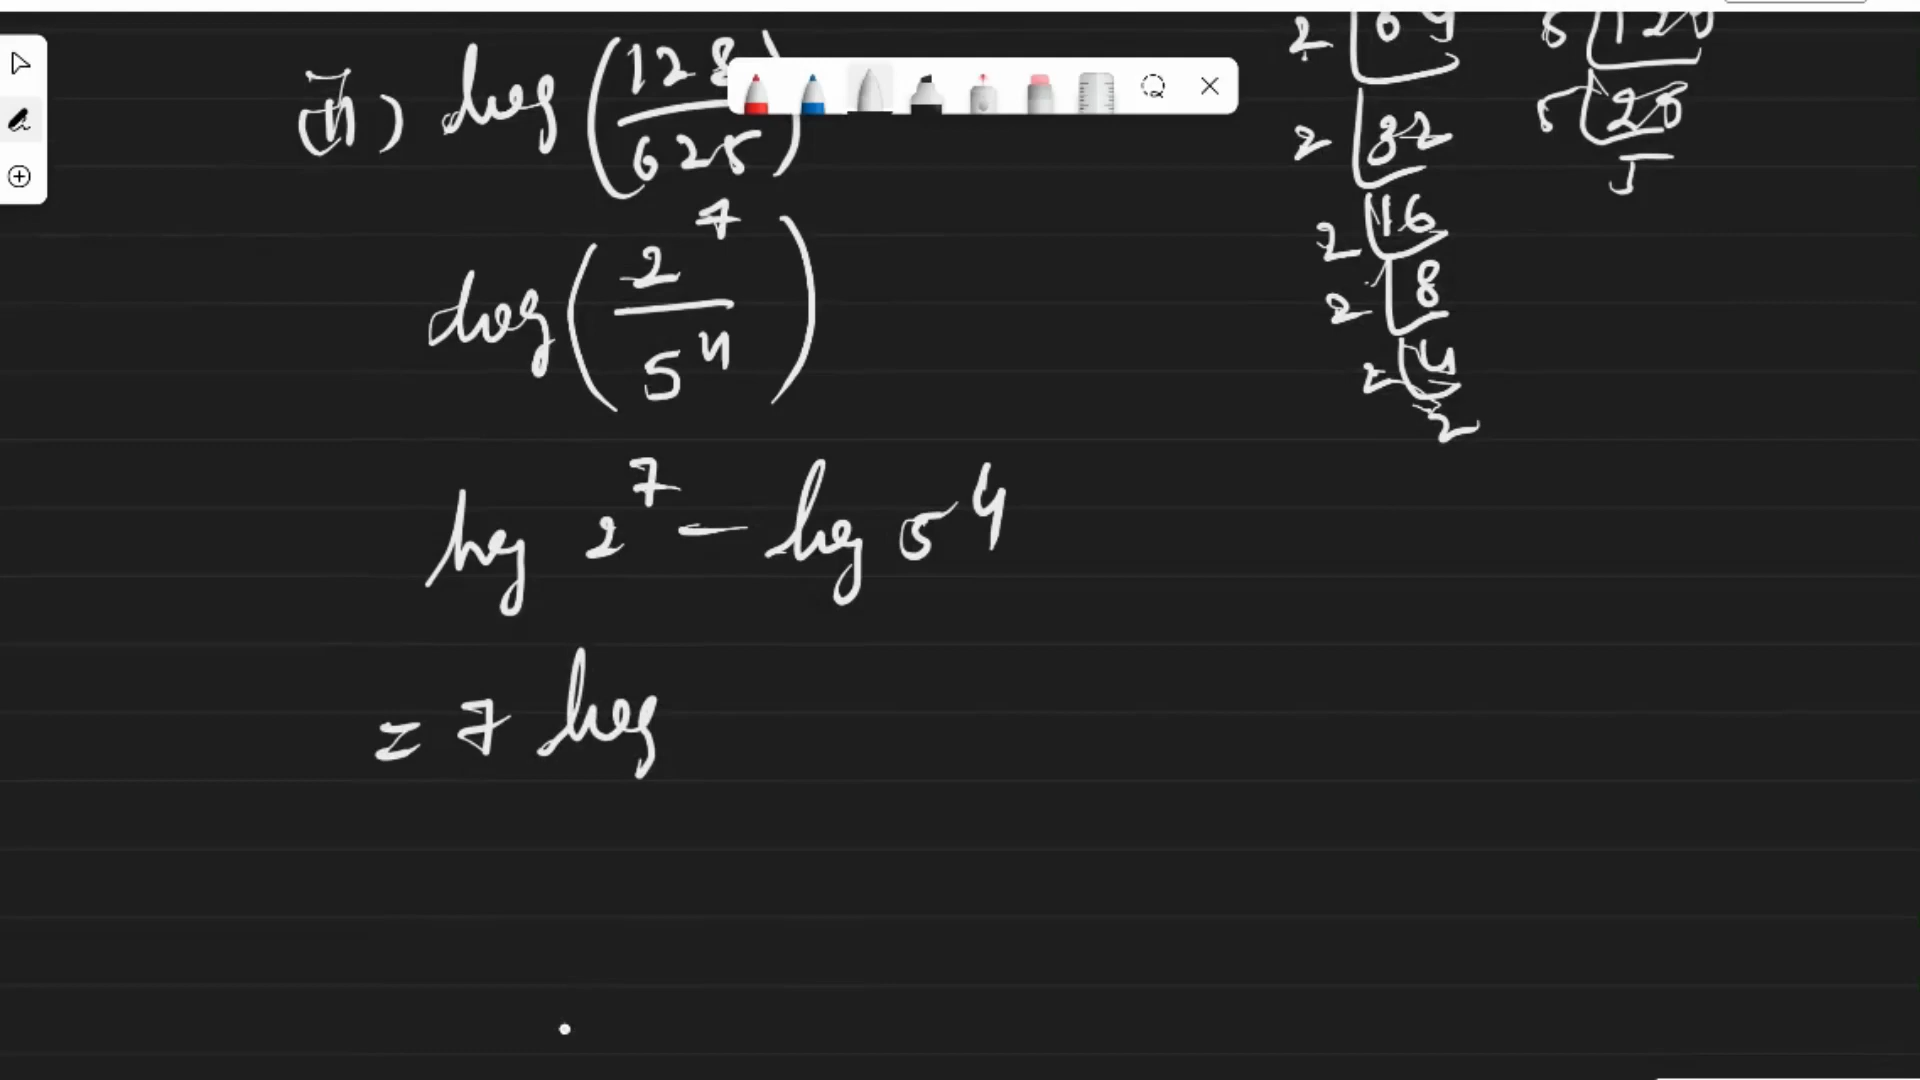 (ii) log (128/625)
log (2^7/5^4)
log 2^7 - log 5^4
= 7 log
2 | 64
2 | 32
2 | 16
2 | 8
2 | 4
2
5 | 125
5 | 25
5